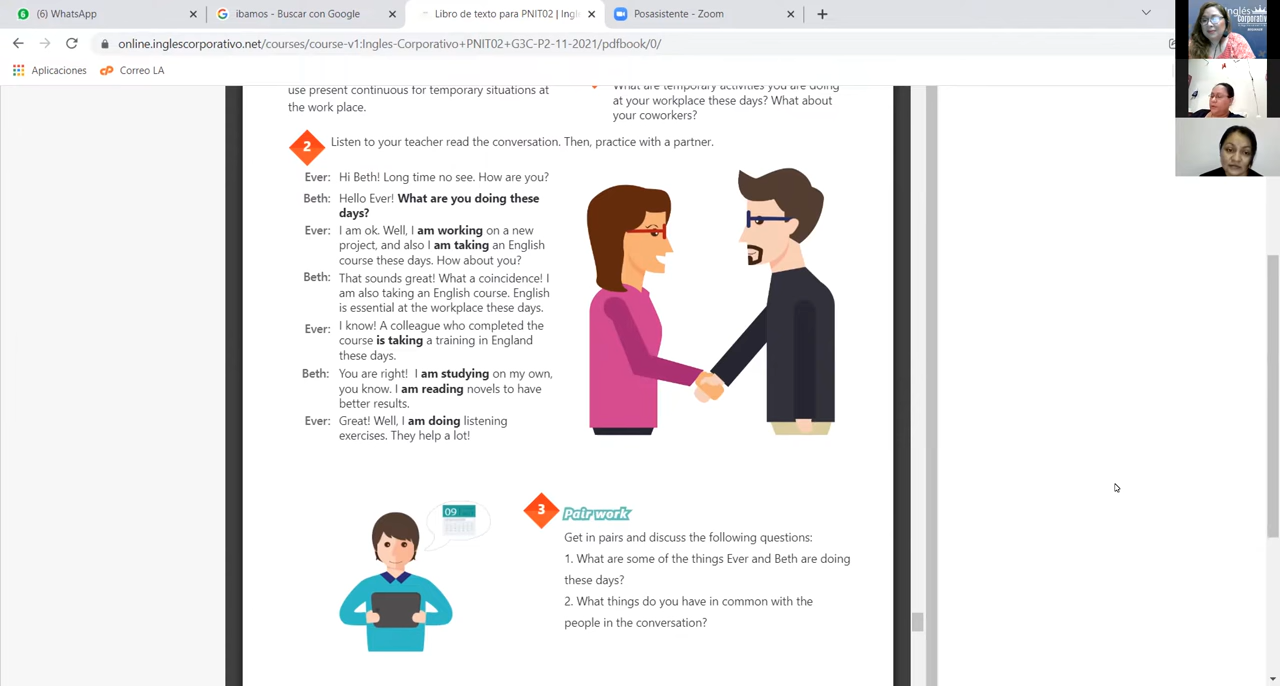 (6) WhatsApp
ibamos - Buscar con Google
Libro de texto para PNIT02 | Ingl
Posasistente - Zoom
online.inglescorporativo.net/courses/course-v1:Ingles-Corporativo+PNIT02+G3C-P2-11-2021/pdfbook/0/
Aplicaciones
Correo LA
Inglés
Corporativo
use present continuous for temporary situations at
the work place.
What are temporary activities you are doing
at your workplace these days? What about
your coworkers?
2 Listen to your teacher read the conversation. Then, practice with a partner.
Ever: Hi Beth! Long time no see. How are you?
Beth: Hello Ever! What are you doing these
days?
Ever: I am ok. Well, I am working on a new
project, and also I am taking an English
course these days. How about you?
Beth: That sounds great! What a coincidence! I
am also taking an English course. English
is essential at the workplace these days.
Ever: I know! A colleague who completed the
course is taking a training in England
these days.
Beth: You are right! I am studying on my own,
you know. I am reading novels to have
better results.
Ever: Great! Well, I am doing listening
exercises. They help a lot!
09
3 Pair work
Get in pairs and discuss the following questions:
1. What are some of the things Ever and Beth are doing
these days?
2. What things do you have in common with the
people in the conversation?